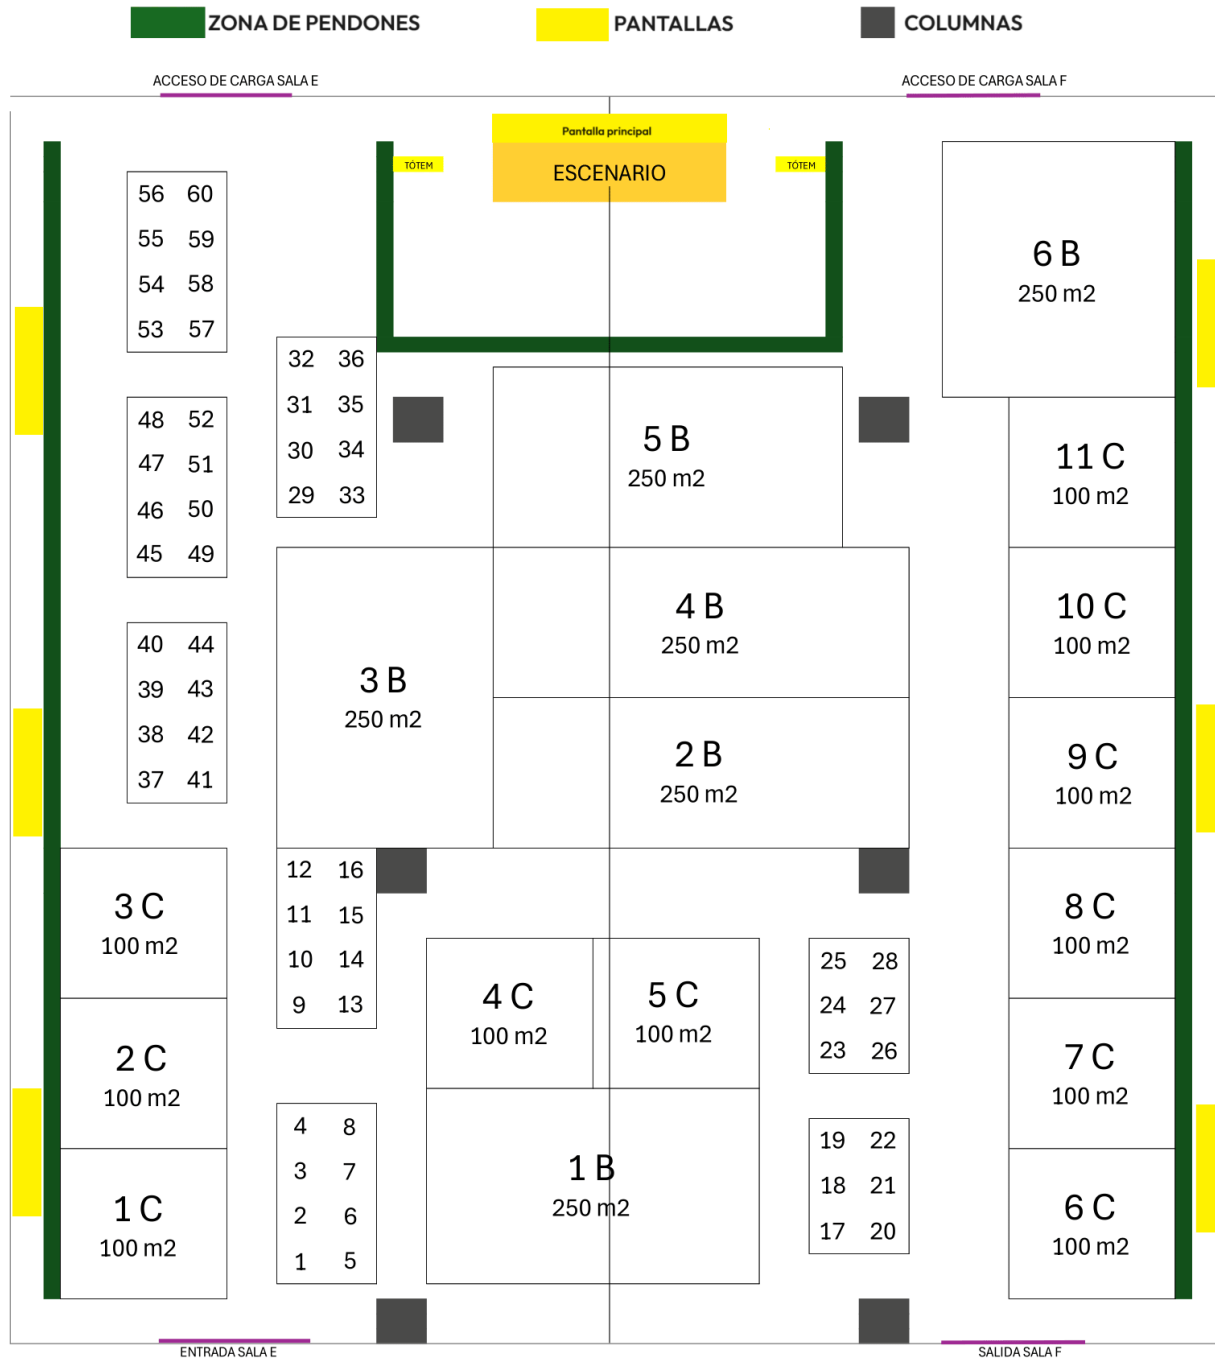 ZONA DE PENDONES
PANTALLAS
COLUMNAS
ACCESO DE CARGA SALA E
ACCESO DE CARGA SALA F
Pantalla principal
TÓTEM
ESCENARIO
TÓTEM
56 60
55 59
54 58
53 57
6 B
250 m2
32 36
31 35
30 34
29 33
48 52
47 51
46 50
45 49
5 B
250 m2
11 C
100 m2
4 B
250 m2
10 C
100 m2
40 44
39 43
38 42
37 41
3 B
250 m2
2 B
250 m2
9 C
100 m2
12 16
11 15
10 14
9 13
3 C
100 m2
8 C
100 m2
4 C
100 m2
5 C
100 m2
25 28
24 27
23 26
2 C
100 m2
7 C
100 m2
4 8
3 7
2 6
1 5
1 B
250 m2
19 22
18 21
17 20
1 C
100 m2
6 C
100 m2
ENTRADA SALA E
SALIDA SALA F